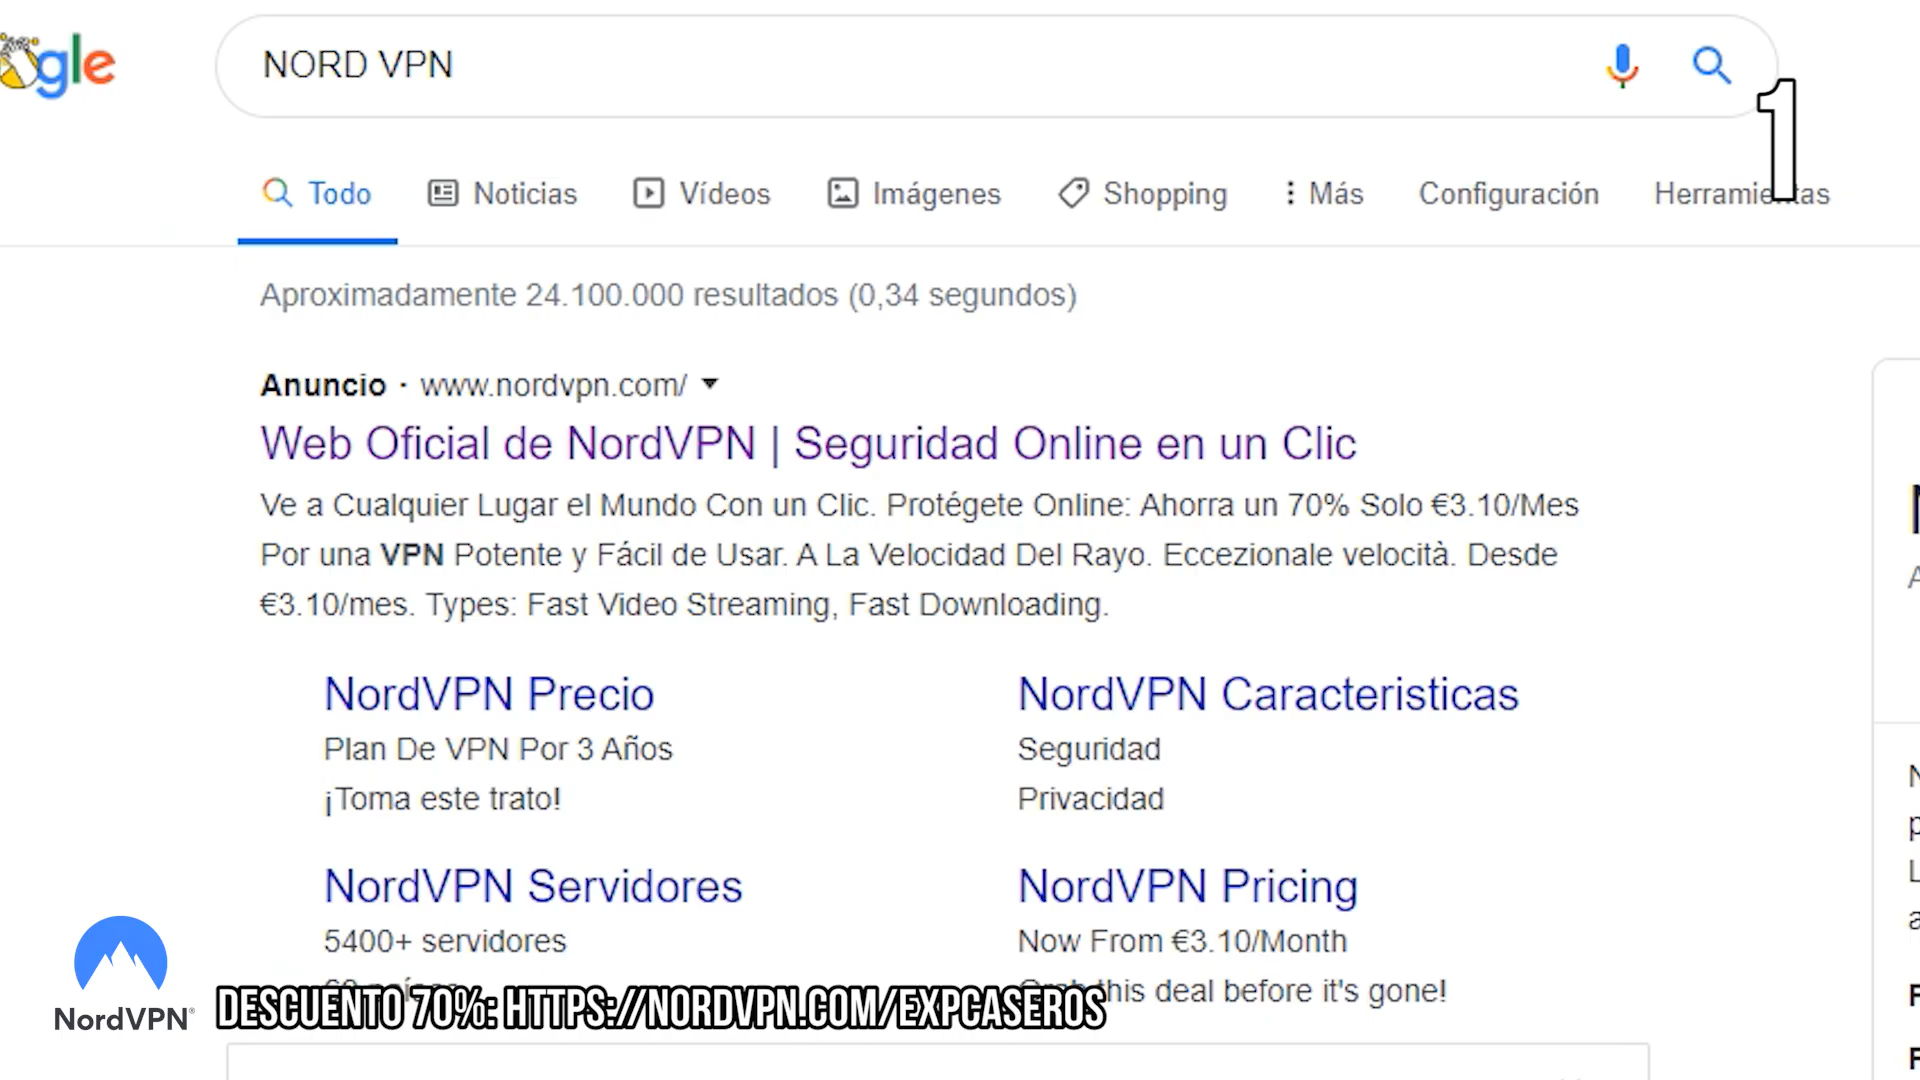 gle
NORD VPN
1
Todo
Noticias
Vídeos
Imágenes
Shopping
Más
Configuración
Herramientas
Aproximadamente 24.100.000 resultados (0,34 segundos)
Anuncio · www.nordvpn.com/
Web Oficial de NordVPN | Seguridad Online en un Clic
Ve a Cualquier Lugar el Mundo Con un Clic. Protégete Online: Ahorra un 70% Solo €3.10/Mes
Por una VPN Potente y Fácil de Usar. A La Velocidad Del Rayo. Eccezionale velocità. Desde
€3.10/mes. Types: Fast Video Streaming, Fast Downloading.
NordVPN Precio
Plan De VPN Por 3 Años
¡Toma este trato!
NordVPN Caracteristicas
Seguridad
Privacidad
NordVPN Servidores
5400+ servidores
NordVPN Pricing
Now From €3.10/Month
this deal before it's gone!
NordVPN®
DESCUENTO 70%: HTTPS://NORDVPN.COM/EXPCASEROS